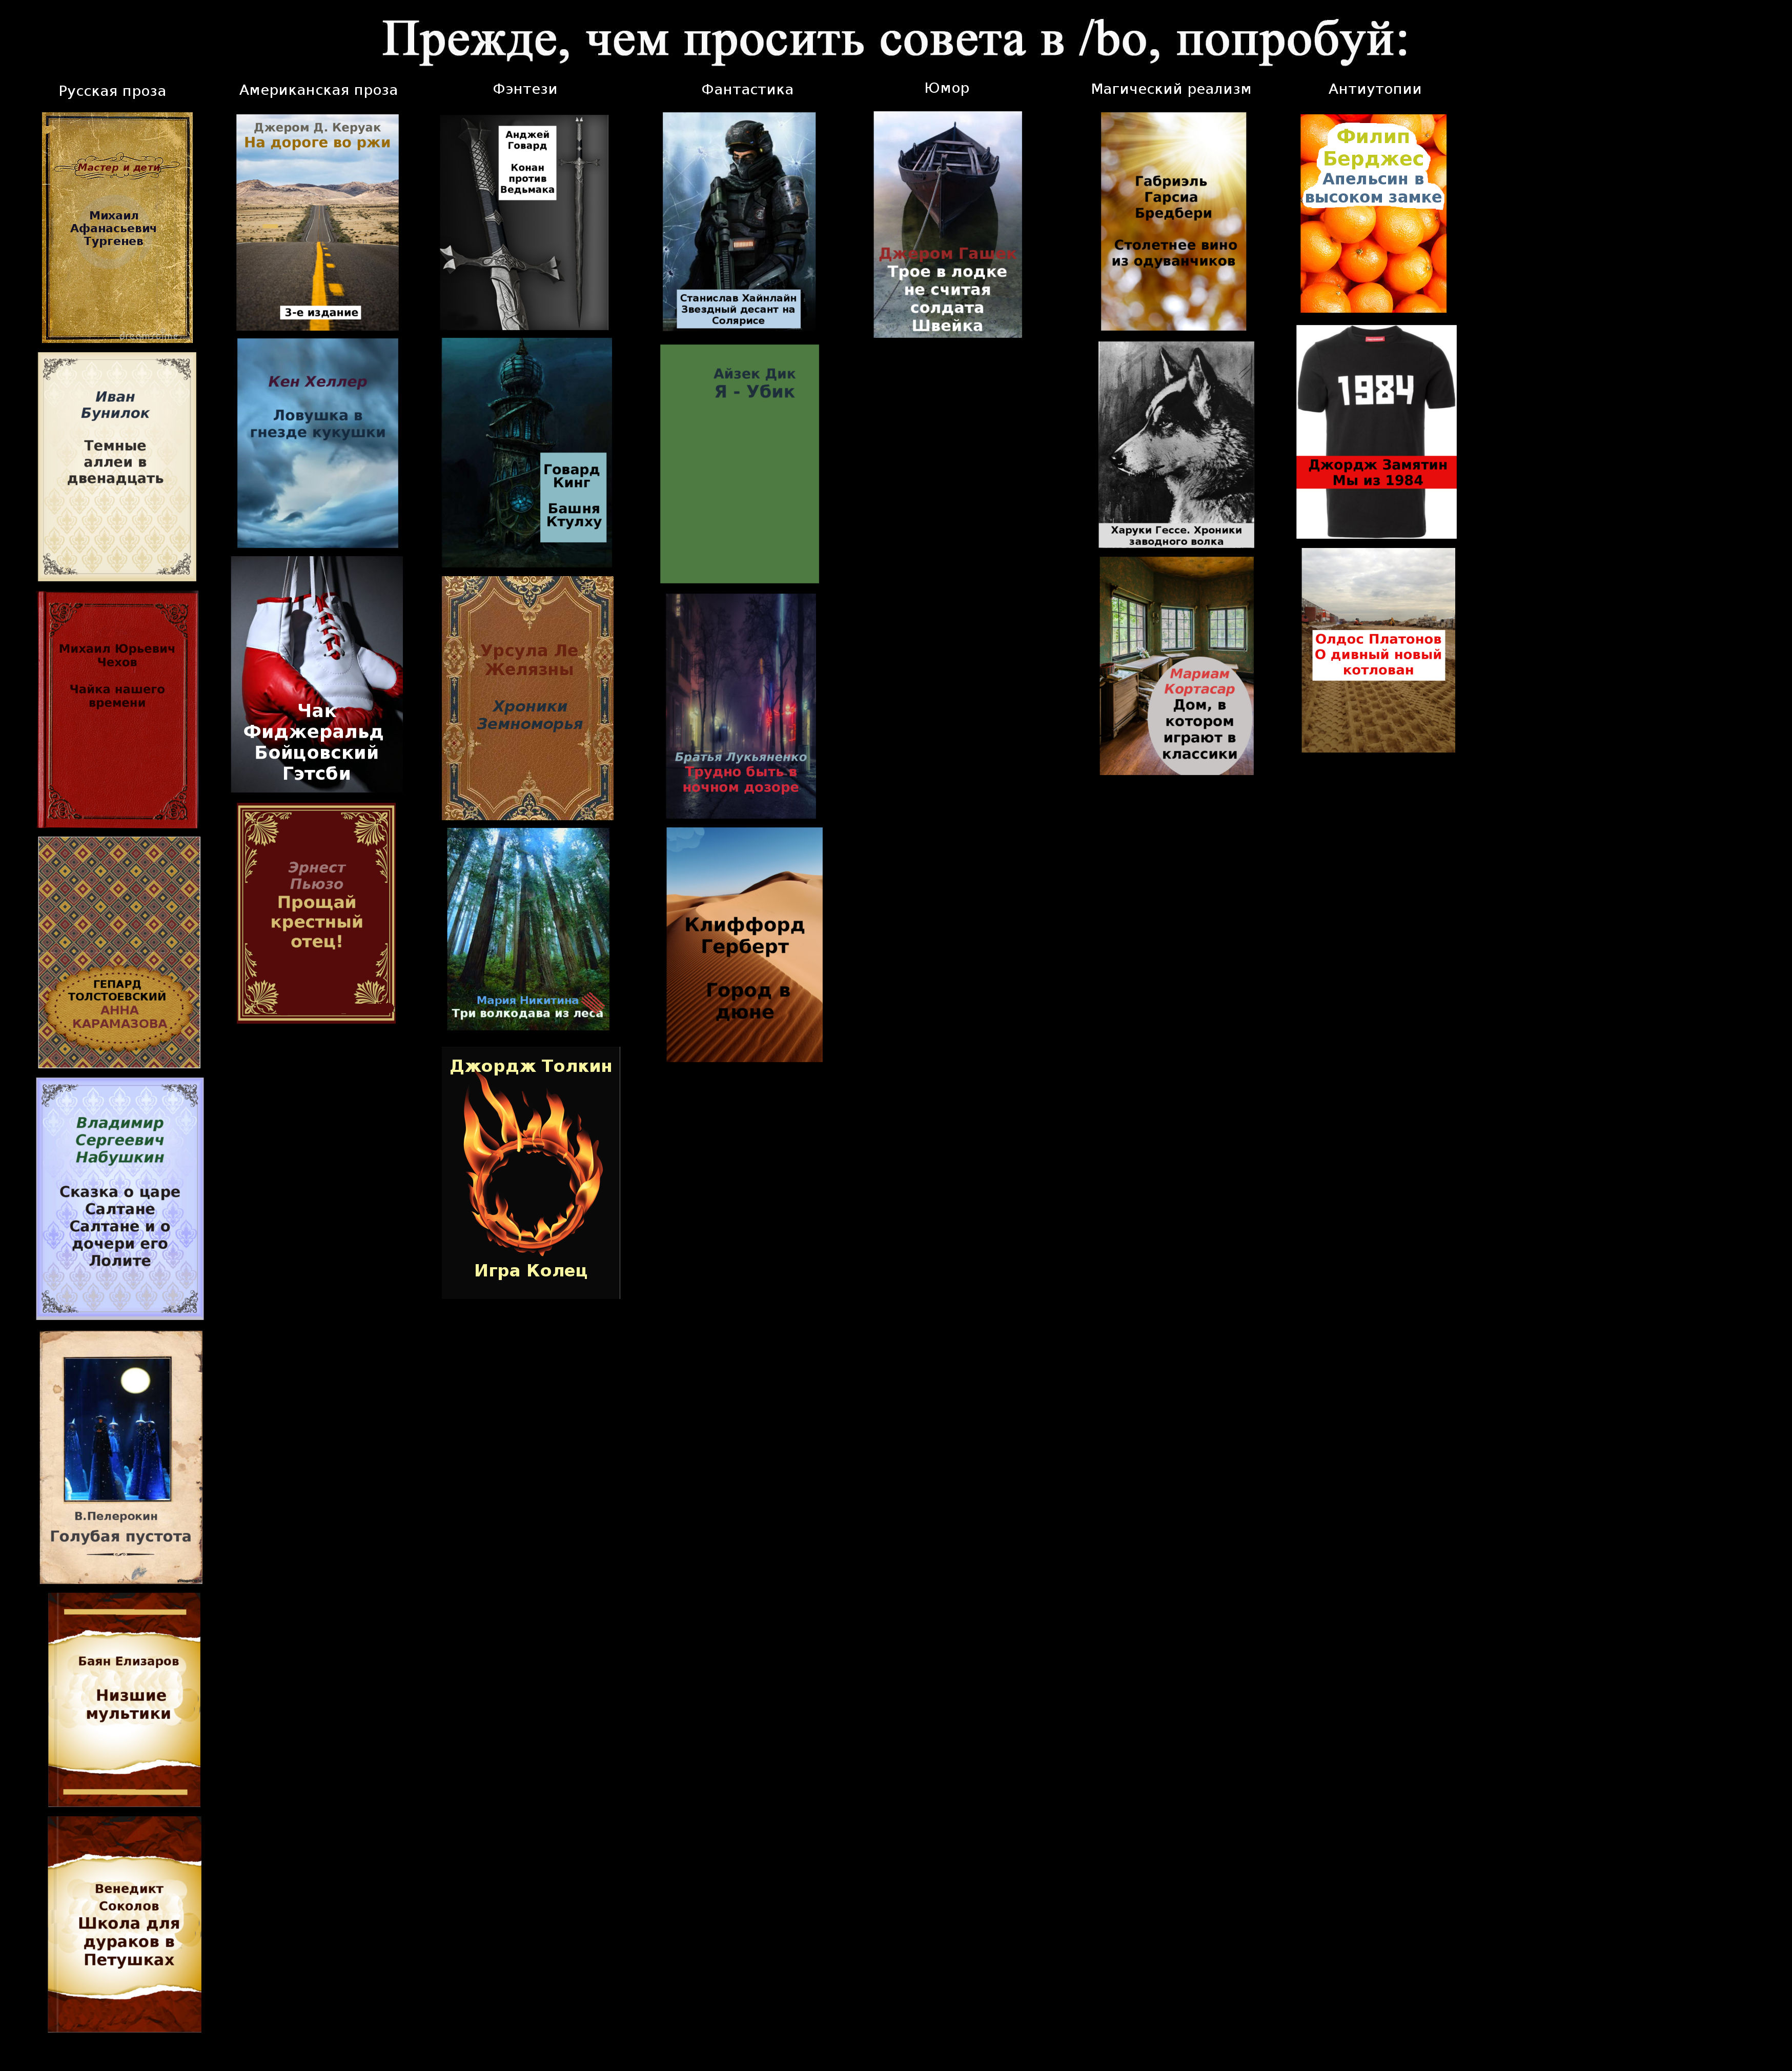 Прежде, чем просить совета в /bo, попробуй:
Русская проза
Мастер и дети
Михаил
Афанасьевич
Тургенев
Иван
Бунилок
Темные
аллеи в
двенадцать
Михаил Юрьевич
Чехов
Чайка нашего
времени
ГЕПАРД
ТОЛСТОЕВСКИЙ
АННА
КАРАМАЗОВА
Владимир
Сергеевич
Набушкин
Сказка о царе
Салтане
Салтане и о
дочери его
Лолите
В.Пелерокин
Голубая пустота
Баян Елизаров
Низшие
мультики
Венедикт
Соколов
Школа для
дураков в
Петушках
Американская проза
Джером Д. Керуак
На дороге во ржи
3-е издание
Кен Хеллер
Ловушка в
гнезде кукушки
Чак
Фиджеральд
Бойцовский
Гэтсби
Эрнест
Пьюзо
Прощай
крестный
отец!
Фэнтези
Анджей
Говард
Конан
против
Ведьмака
Говард
Кинг
Башня
Ктулху
Урсула Ле
Желязны
Хроники
Земноморья
Мария Никитина
Три волкодава из леса
Джордж Толкин
Игра Колец
Фантастика
Станислав Хайнлайн
Звездный десант на
Солярисе
Айзек Дик
Я - Убик
Братья Лукьяненко
Трудно быть в
ночном дозоре
Клиффорд
Герберт
Город в
дюне
Юмор
Джером Гашек
Трое в лодке
не считая
солдата
Швейка
Магический реализм
Габриэль
Гарсиа
Бредбери
Столетнее вино
из одуванчиков
Харуки Гессе. Хроники
заводного волка
Мариам
Кортасар
Дом, в
котором
играют в
классики
Антиутопии
Филип
Берджес
Апельсин в
высоком замке
1984
Джордж Замятин
Мы из 1984
Олдос Платонов
О дивный новый
котлован